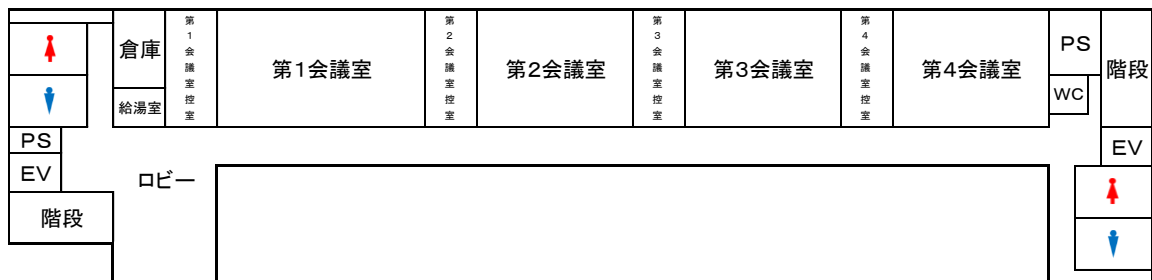 倉庫
給湯室
第1会議室控室
第1会議室
第2会議室控室
第2会議室
第3会議室控室
第3会議室
第4会議室控室
第4会議室
PS
WC
階段
EV
PS
EV
階段
ロビー